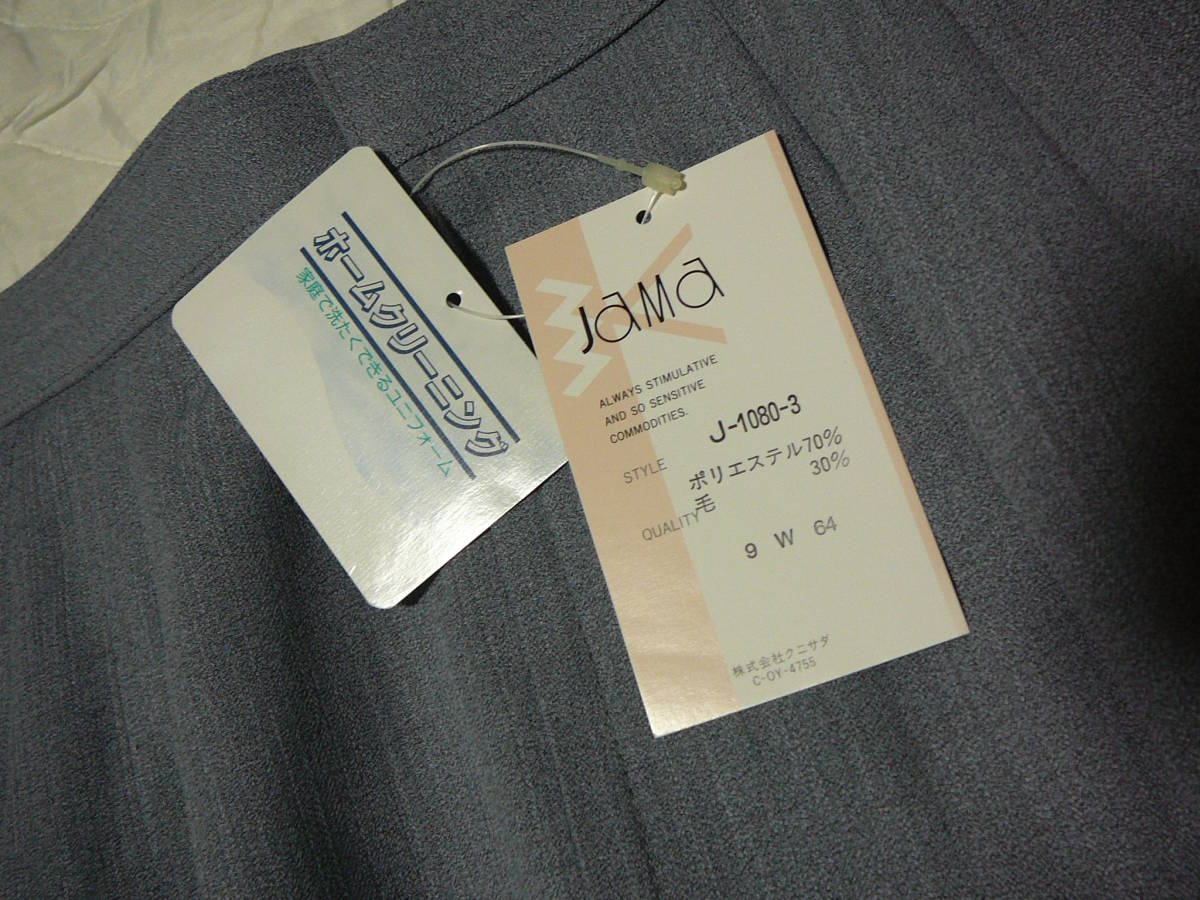 ホームクリーニング
家庭で洗たくできるユニフォーム
JaMa
ALWAYS STIMULATIVE
AND SO SENSITIVE
COMMODITIES.
STYLE J-1080-3
ポリエステル70%
QUALITY 毛 30%
9 W 64
株式会社クニサダ
C-OY-4755